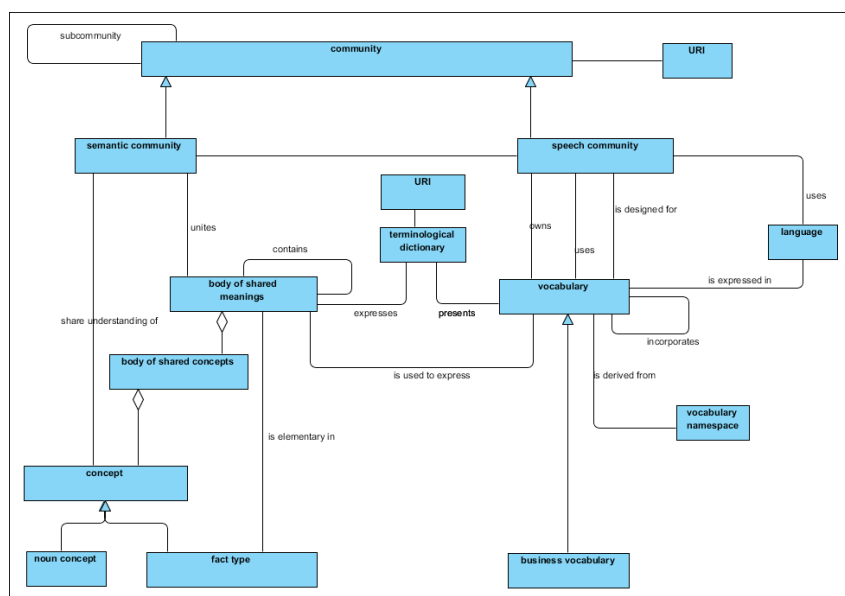 subcommunity
community
URI
semantic community
speech community
URI
is designed for
uses
unites
owns
terminological
dictionary
language
uses
contains
body of shared
meanings
vocabulary
is expressed in
expresses
presents
share understanding of
incorporates
body of shared concepts
is used to express
is derived from
vocabulary
namespace
is elementary in
concept
noun concept
fact type
business vocabulary